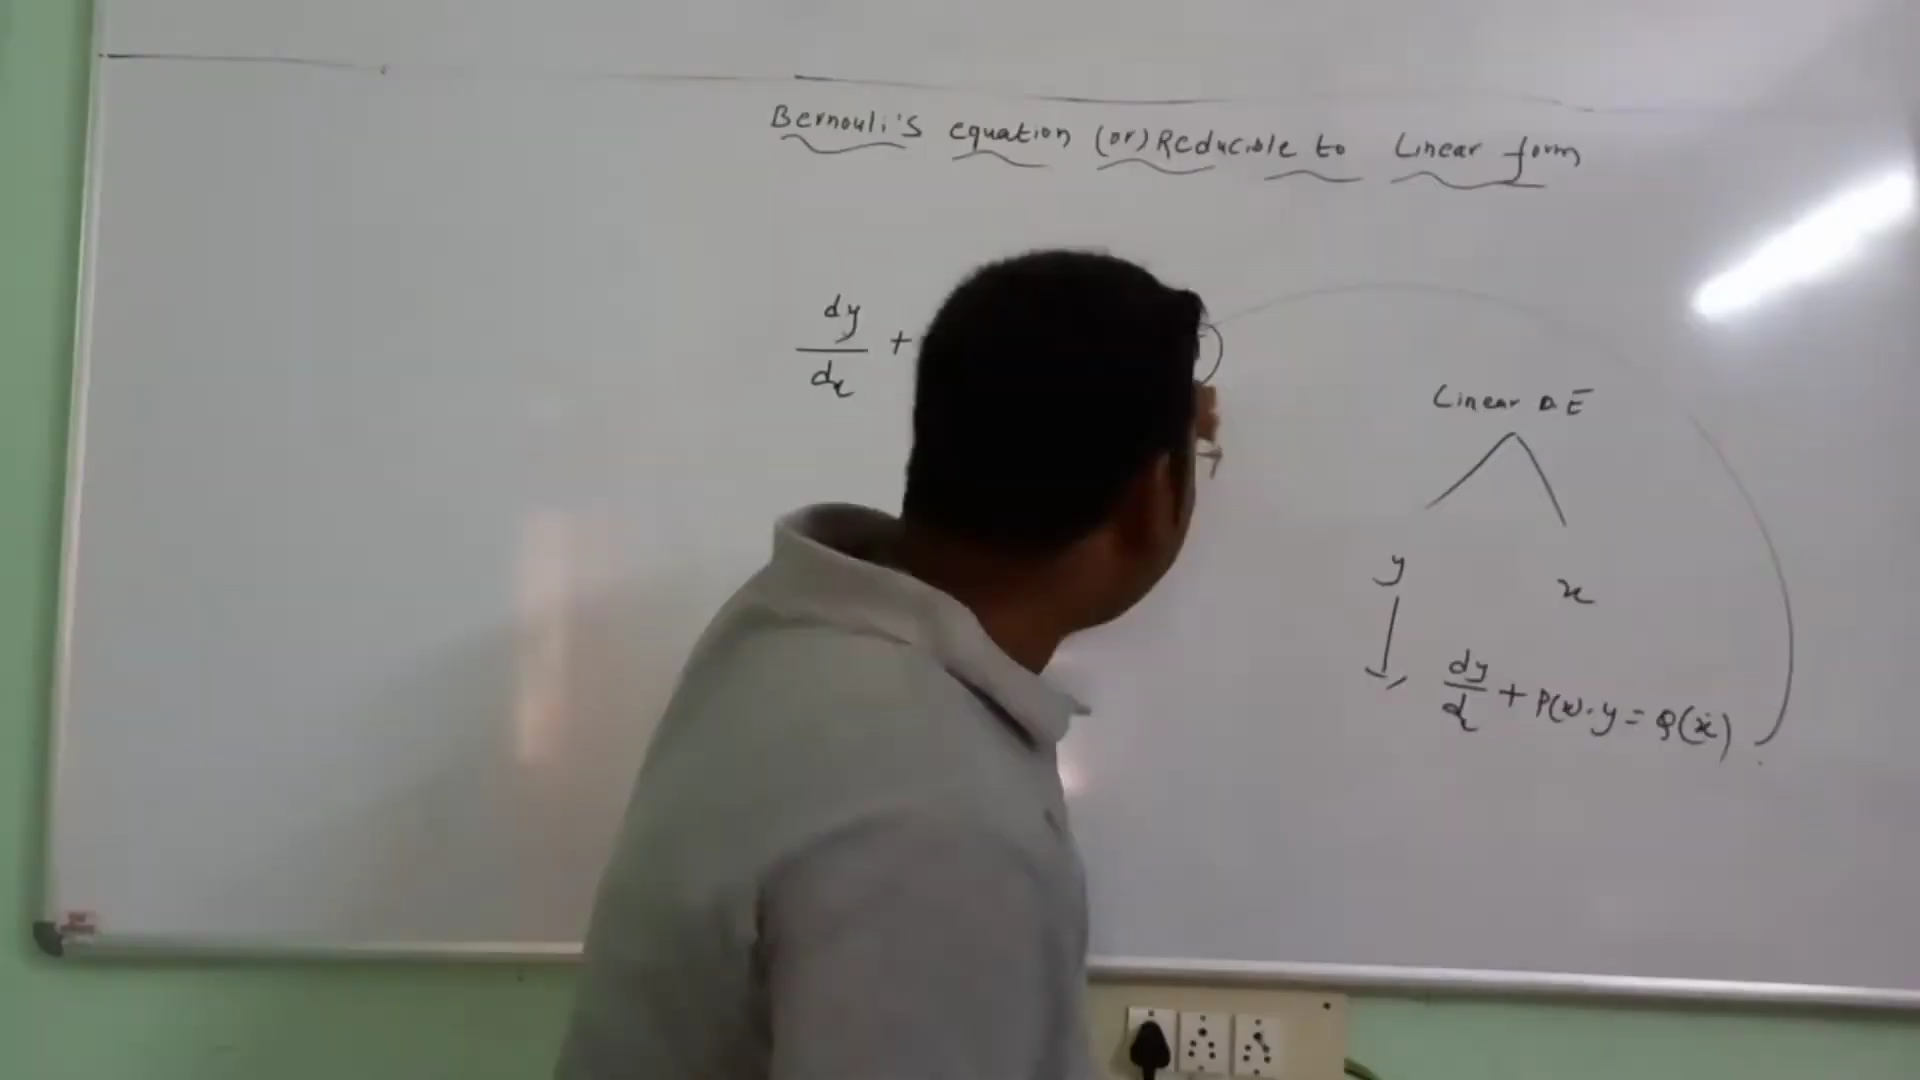 Bernouli's equation (or) Reducible to Linear form
dy/dx +
Linear DE
y x
dy/dx + P(x).y = Q(x)